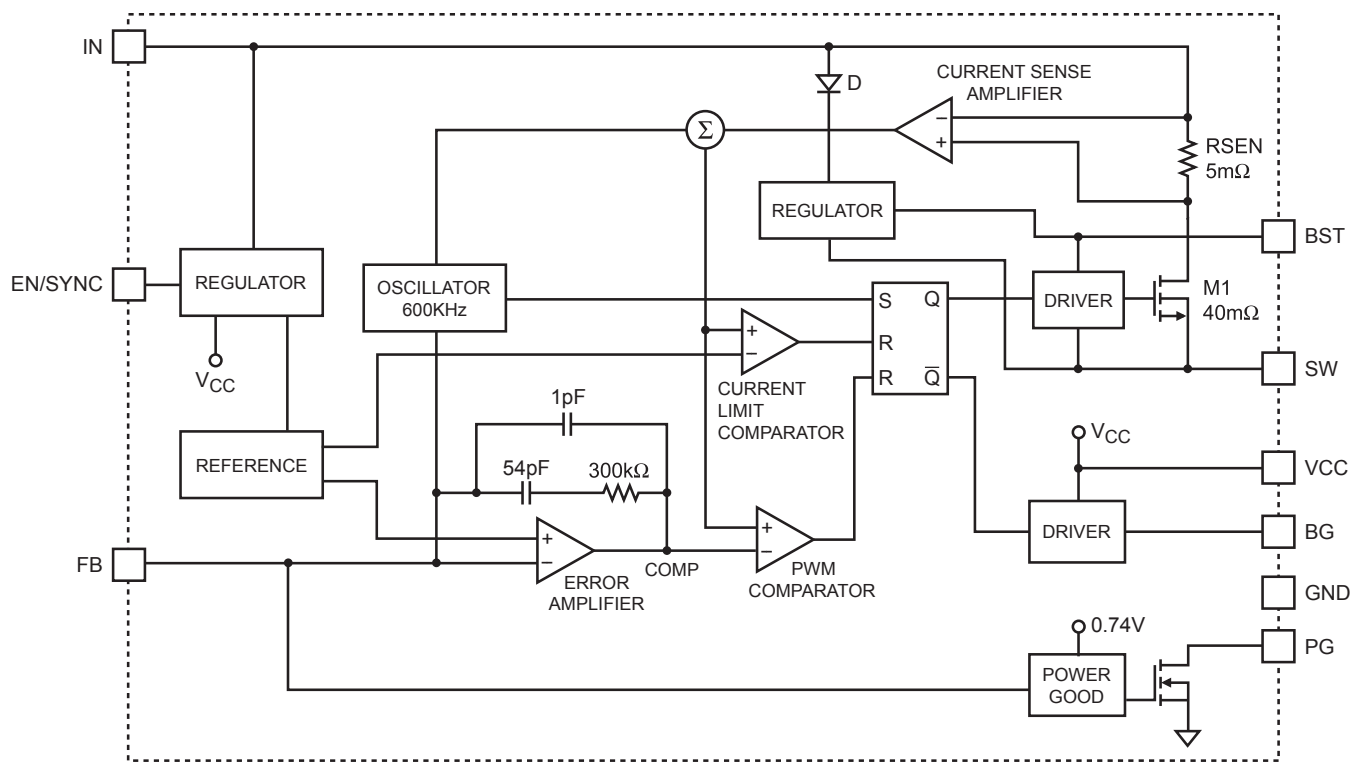 IN
D
CURRENT SENSE
AMPLIFIER
−
+
Σ
RSEN
5mΩ
REGULATOR
BST
EN/SYNC
REGULATOR
OSCILLATOR
600KHz
S
Q
DRIVER
M1
40mΩ
+
−
R
R
Q̅
SW
VCC
CURRENT
LIMIT
COMPARATOR
1pF
54pF
300kΩ
REFERENCE
VCC
VCC
DRIVER
BG
+
−
+
−
FB
ERROR
AMPLIFIER
COMP
PWM
COMPARATOR
GND
0.74V
PG
POWER
GOOD